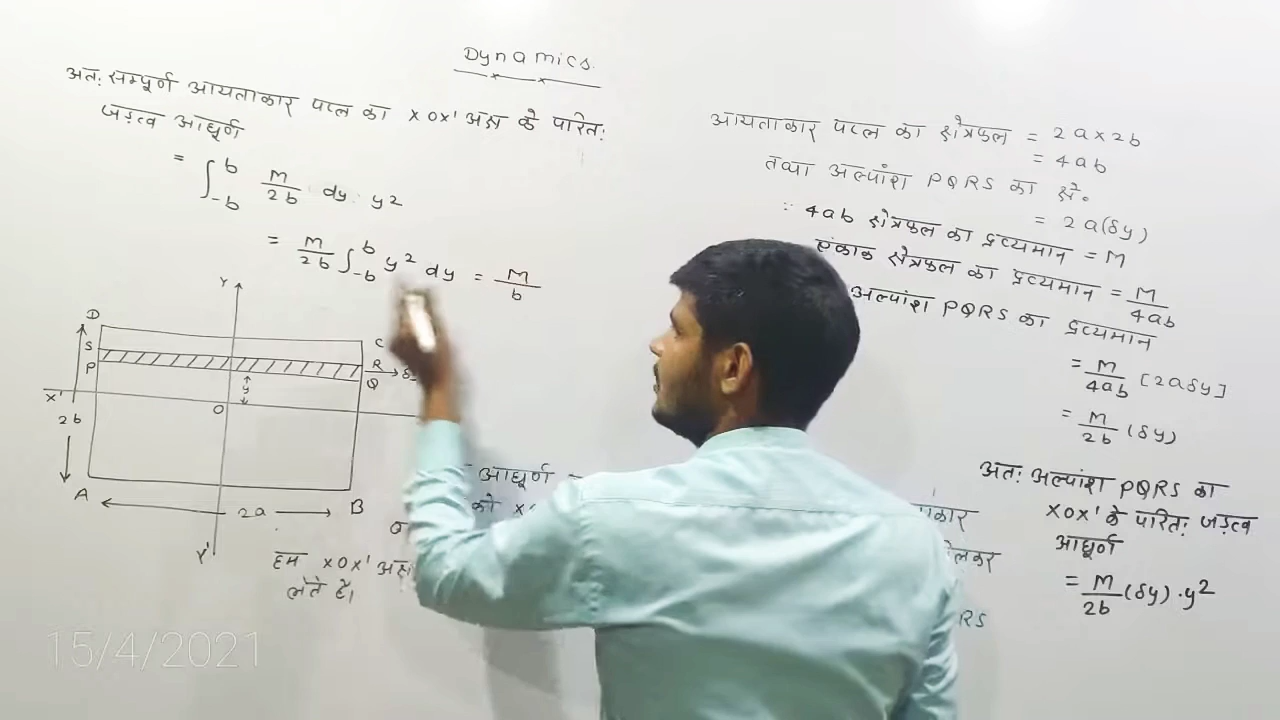 Dynamics.
अत: सम्पूर्ण आयताकार पटल का XOX' अक्ष के परित:
जड़त्व आघूर्ण
= ∫_{-b}^{b} M/2b dy. y²
= M/2b ∫_{-b}^{b} y² dy = M/b
Y
D
C
S
R
P
Q
y
X'
O
2b
A
2a
B
Y'
आघूर्ण
को
हम XOX' अक्ष
लेते हैं।
आयताकार पटल का क्षेत्रफल = 2a×2b
= 4ab
तथा अल्पांश PQRS का क्षे.
= 2a(δy)
∵ 4ab क्षेत्रफल का द्रव्यमान = M
एंकाक क्षेत्रफल का द्रव्यमान = M/4ab
अल्पांश PQRS का द्रव्यमान
= M/4ab [2aδy]
= M/2b (δy)
अत: अल्पांश PQRS का
XOX' के परित: जड़त्व
आघूर्ण
= M/2b (δy)·y²
RS
15/4/2021